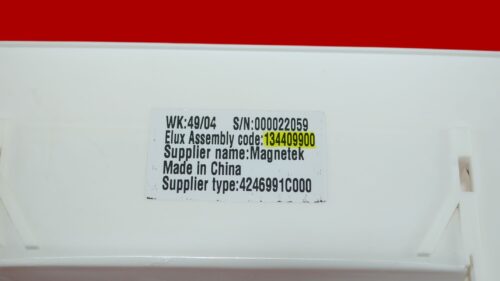 WK:49/04 S/N:000022059
Elux Assembly code:134409900
Supplier name:Magnetek
Made in China
Supplier type:4246991C000